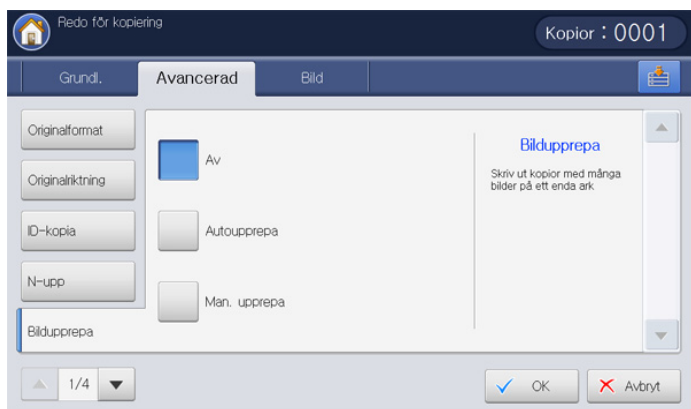 Redo för kopiering
Kopior : 0001
Grundl.
Avancerad
Bild
Originalformat
Originalriktning
ID-kopia
N-upp
Bildupprepa
Av
Autoupprepa
Man. upprepa
Bildupprepa
Skriv ut kopior med många
bilder på ett enda ark
1/4
OK
Avbryt